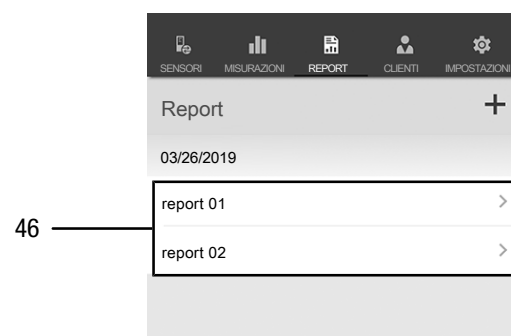 SENSORI MISURAZIONI REPORT CLIENTI IMPOSTAZIONI
Report +
03/26/2019
report 01
46
report 02